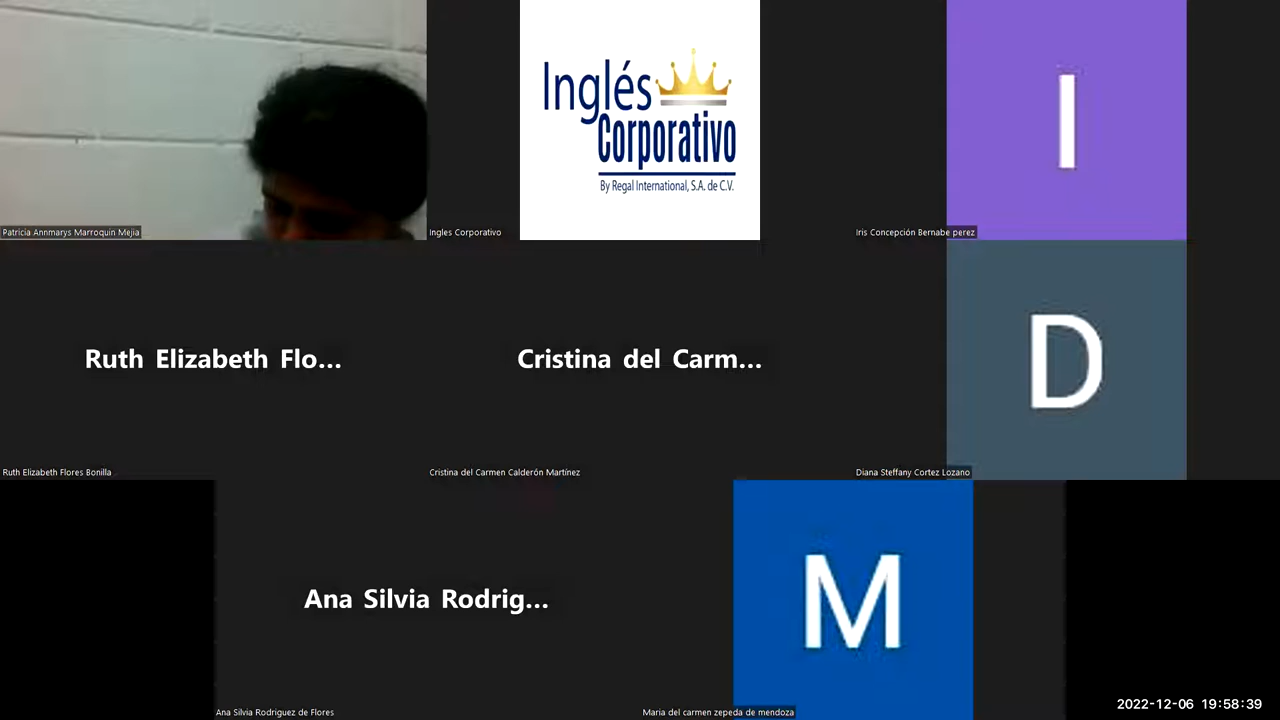 Inglés
Corporativo
By Regal International, S.A. de C.V.
I
Patricia Annmarys Marroquin Mejia
Ingles Corporativo
Iris Concepción Bernabe perez
Ruth Elizabeth Flo...
Cristina del Carm...
D
Ruth Elizabeth Flores Bonilla
Cristina del Carmen Calderón Martínez
Diana Steffany Cortez Lozano
Ana Silvia Rodrig...
M
Ana Silvia Rodriguez de Flores
Maria del carmen zepeda de mendoza
2022-12-06 19:58:39